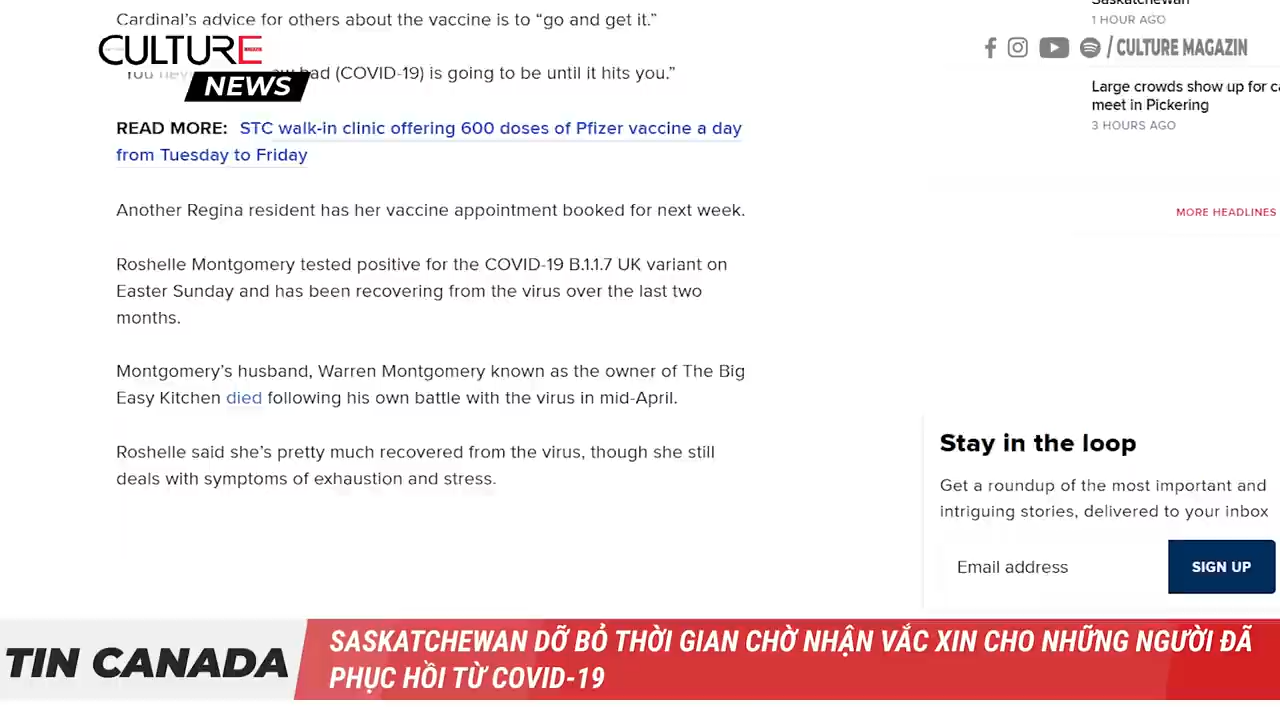 Cardinal’s advice for others about the vaccine is to “go and get it.”
CULTURE
NEWS
bad (COVID-19) is going to be until it hits you.”
READ MORE: STC walk-in clinic offering 600 doses of Pfizer vaccine a day
from Tuesday to Friday
Another Regina resident has her vaccine appointment booked for next week.
Roshelle Montgomery tested positive for the COVID-19 B.1.1.7 UK variant on
Easter Sunday and has been recovering from the virus over the last two
months.
Montgomery’s husband, Warren Montgomery known as the owner of The Big
Easy Kitchen died following his own battle with the virus in mid-April.
Roshelle said she’s pretty much recovered from the virus, though she still
deals with symptoms of exhaustion and stress.
Saskatchewan
1 HOUR AGO
/ CULTURE MAGAZIN
Large crowds show up for
meet in Pickering
3 HOURS AGO
MORE HEADLINES
Stay in the loop
Get a roundup of the most important and
intriguing stories, delivered to your inbox
Email address
SIGN UP
TIN CANADA
SASKATCHEWAN DỠ BỎ THỜI GIAN CHỜ NHẬN VẮC XIN CHO NHỮNG NGƯỜI ĐÃ
PHỤC HỒI TỪ COVID-19